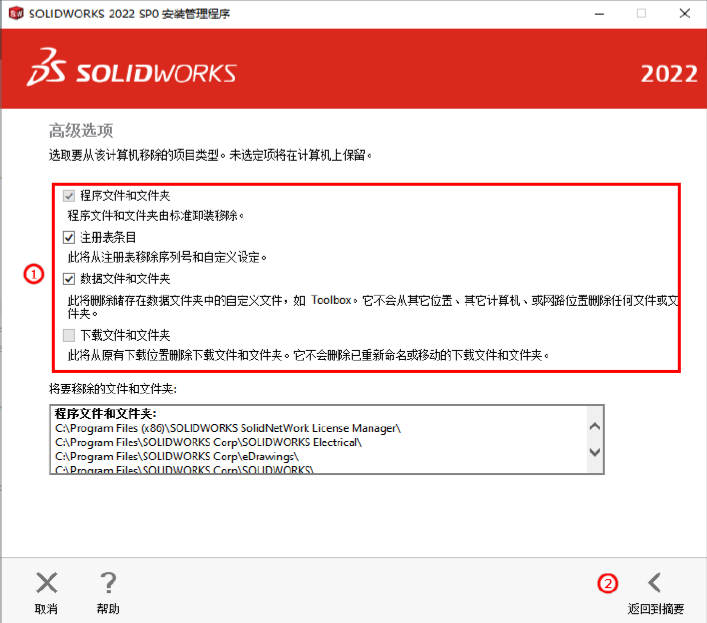 SOLIDWORKS 2022 SP0 安装管理程序
SOLIDWORKS
2022
高级选项
选取要从该计算机移除的项目类型。未选定项将在计算机上保留。
程序文件和文件夹
程序文件和文件夹由标准卸装移除。
注册表条目
此将从注册表移除序列号和自定义设定。
1
数据文件和文件夹
此将删除储存在数据文件夹中的自定义文件，如 Toolbox。它不会从其它位置、其它计算机、或网路位置删除任何文件或文
件夹。
下载文件和文件夹
此将从原有下载位置删除下载文件和文件夹。它不会删除已重新命名或移动的下载文件和文件夹。
将要移除的文件和文件夹:
程序文件和文件夹:
C:\Program Files (x86)\SOLIDWORKS SolidNetWork License Manager\
C:\Program Files\SOLIDWORKS Corp\SOLIDWORKS Electrical\
C:\Program Files\SOLIDWORKS Corp\eDrawings\
C:\Program Files\SOLIDWORKS Corp\SOLIDWORKS\
?
2
取消
帮助
返回到摘要